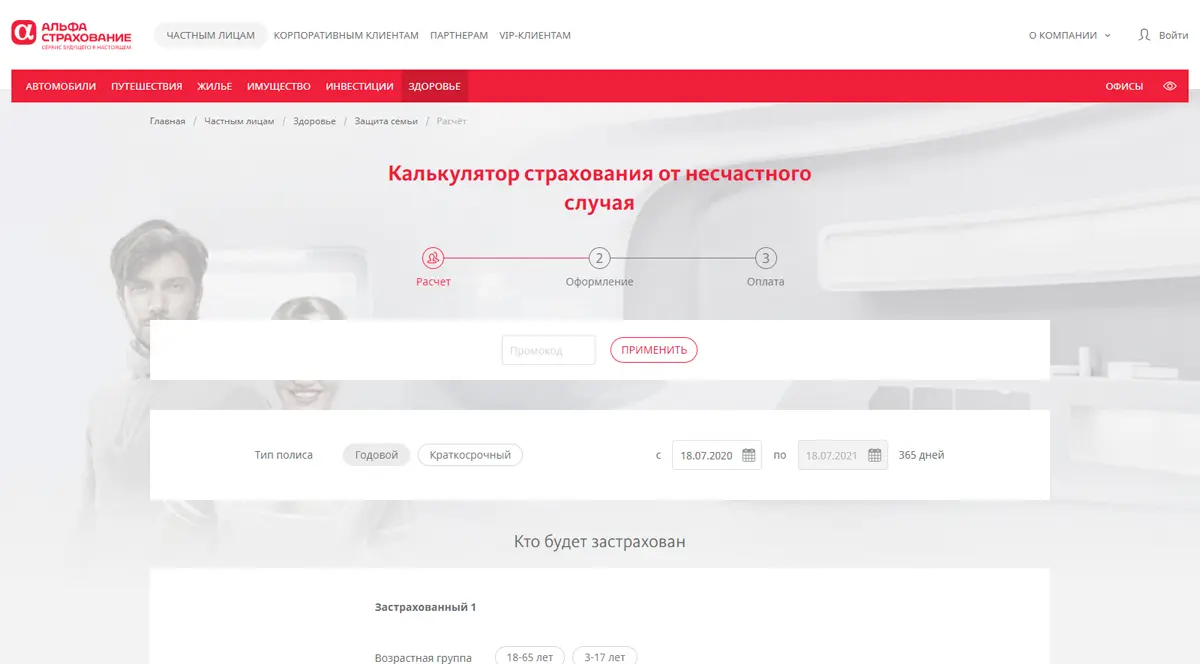 АЛЬФА
СТРАХОВАНИЕ
СЕРВИС БУДУЩЕГО В НАСТОЯЩЕМ
ЧАСТНЫМ ЛИЦАМ КОРПОРАТИВНЫМ КЛИЕНТАМ ПАРТНЕРАМ VIP-КЛИЕНТАМ О КОМПАНИИ Войти
АВТОМОБИЛИ ПУТЕШЕСТВИЯ ЖИЛЬЕ ИМУЩЕСТВО ИНВЕСТИЦИИ ЗДОРОВЬЕ ОФИСЫ
Главная / Частным лицам / Здоровье / Защита семьи / Расчёт
Калькулятор страхования от несчастного
случая
2 3
Расчет Оформление Оплата
Промокод ПРИМЕНИТЬ
Тип полиса Годовой Краткосрочный с 18.07.2020 по 18.07.2021 365 дней
Кто будет застрахован
Застрахованный 1
Возрастная группа 18-65 лет 3-17 лет